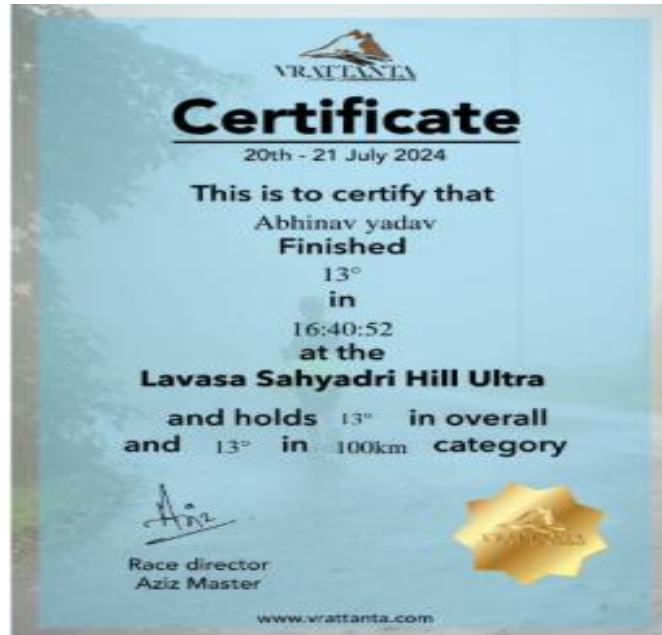 VRATTANTA
Certificate
20th - 21 July 2024
This is to certify that
Abhinav yadav
Finished
13°
in
16:40:52
at the
Lavasa Sahyadri Hill Ultra
and holds 13° in overall
and 13° in 100km category
Aziz
Race director
Aziz Master
VRATTANTA
www.vrattanta.com